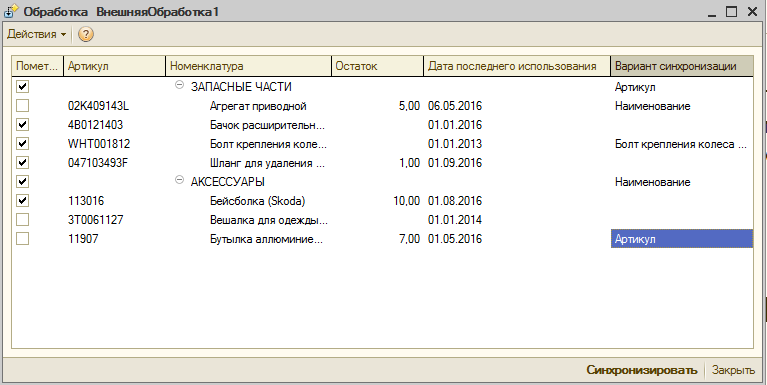 Обработка ВнешняяОбработка1
Действия ?
Помет... Артикул Номенклатура Остаток Дата последнего использования Вариант синхронизации
ЗАПАСНЫЕ ЧАСТИ Артикул
02K409143L Агрегат приводной 5,00 06.05.2016 Наименование
4B0121403 Бачок расширительн... 01.01.2016
WHT001812 Болт крепления коле... 01.01.2013 Болт крепления колеса ...
047103493F Шланг для удаления ... 1,00 01.09.2016
АКСЕССУАРЫ Наименование
113016 Бейсболка (Skoda) 10,00 01.08.2016
3T0061127 Вешалка для одежды... 01.01.2014
11907 Бутылка аллюминие... 7,00 01.05.2016 Артикул
Синхронизировать Закрыть